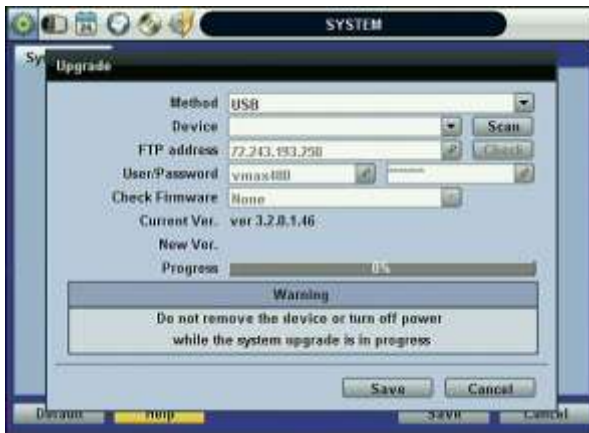 SYSTEM
Upgrade
Method USB
Device Scan
FTP address 72.243.193.250 Check
User/Password vmax480 ******
Check Firmware None
Current Ver. ver 3.2.0.1.46
New Ver.
Progress 0%
Warning
Do not remove the device or turn off power
while the system upgrade is in progress
Save Cancel
Default Help Save Cancel